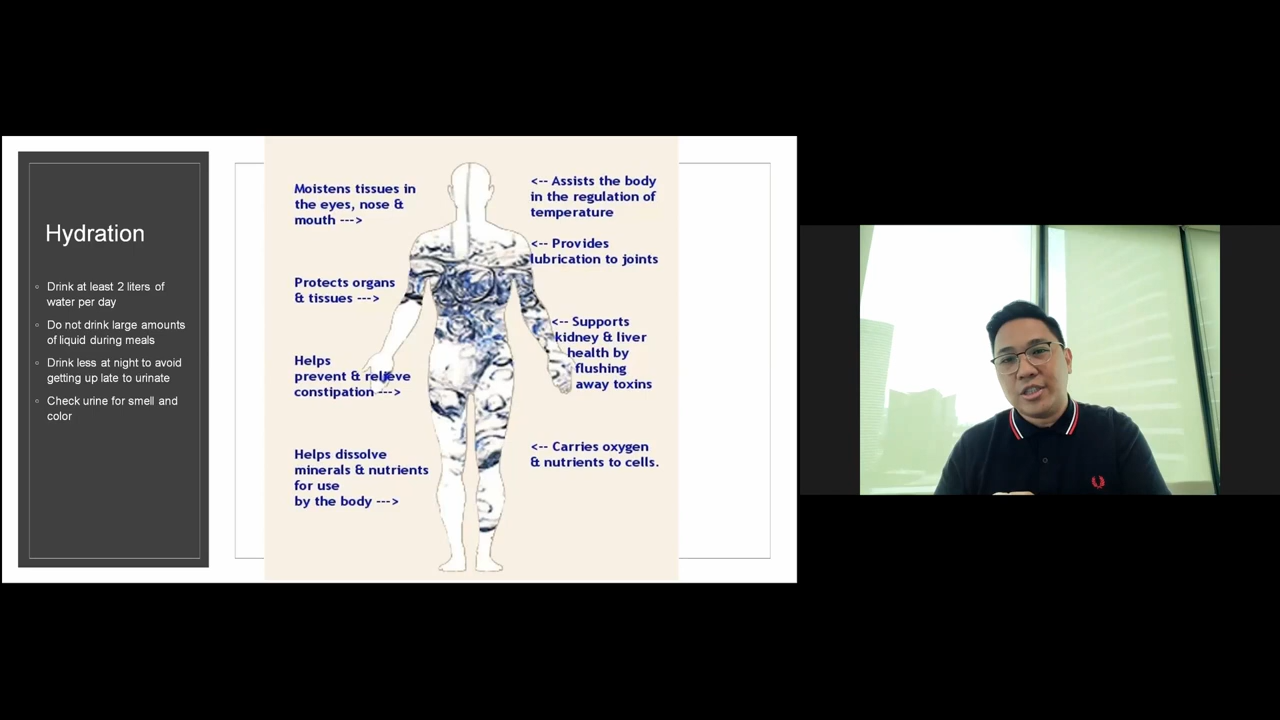 Hydration
◦ Drink at least 2 liters of
water per day
◦ Do not drink large amounts
of liquid during meals
◦ Drink less at night to avoid
getting up late to urinate
◦ Check urine for smell and
color
Moistens tissues in
the eyes, nose &
mouth --->
Protects organs
& tissues --->
Helps
prevent & relieve
constipation --->
Helps dissolve
minerals & nutrients
for use
by the body --->
<-- Assists the body
in the regulation of
temperature
<-- Provides
lubrication to joints
<-- Supports
kidney & liver
health by
flushing
away toxins
<-- Carries oxygen
& nutrients to cells.